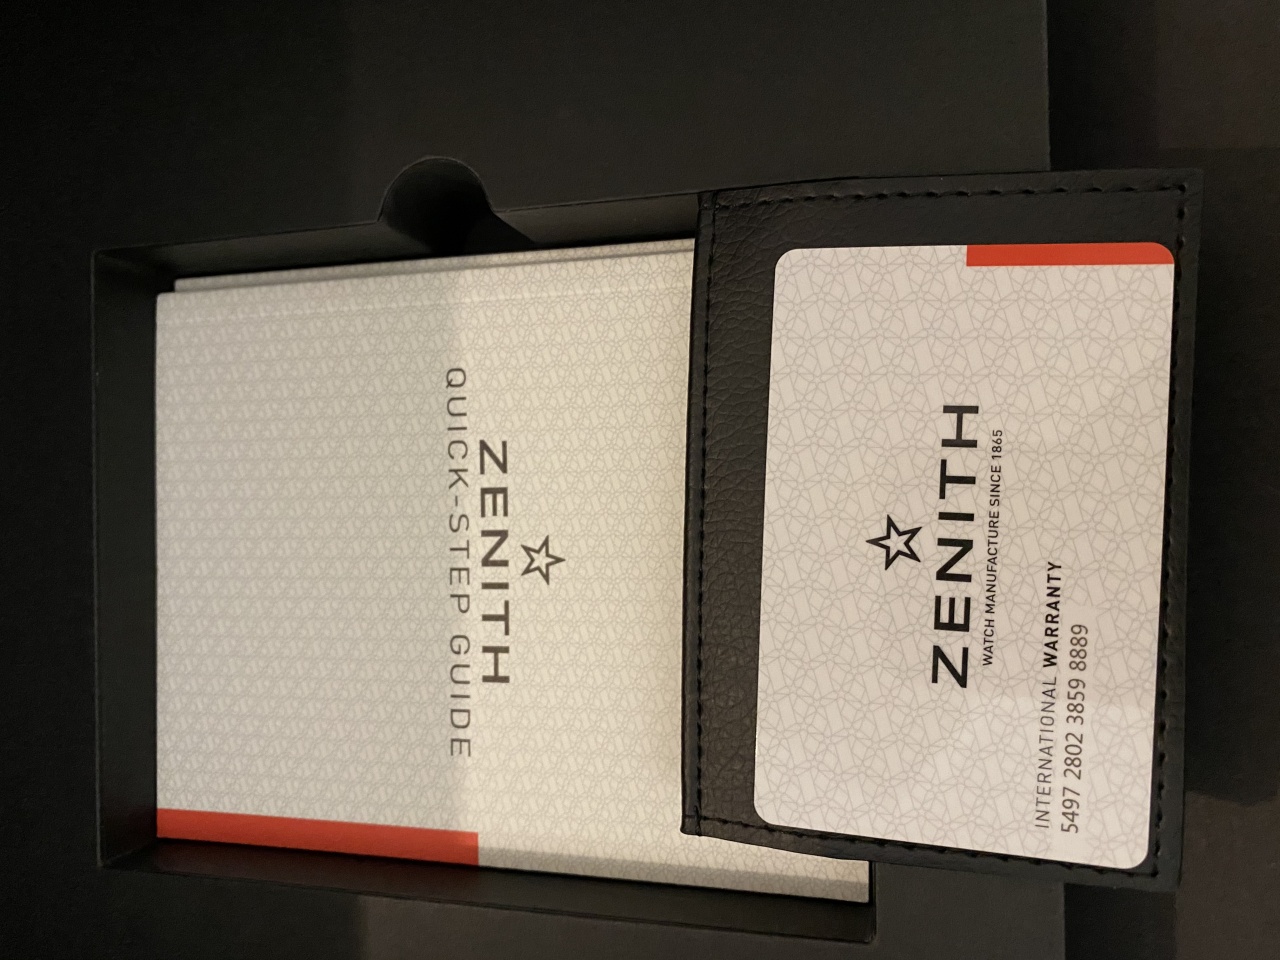 ZENITH
QUICK-STEP GUIDE
ZENITH
WATCH MANUFACTURE SINCE 1865
INTERNATIONAL WARRANTY
5497 2802 3859 8889